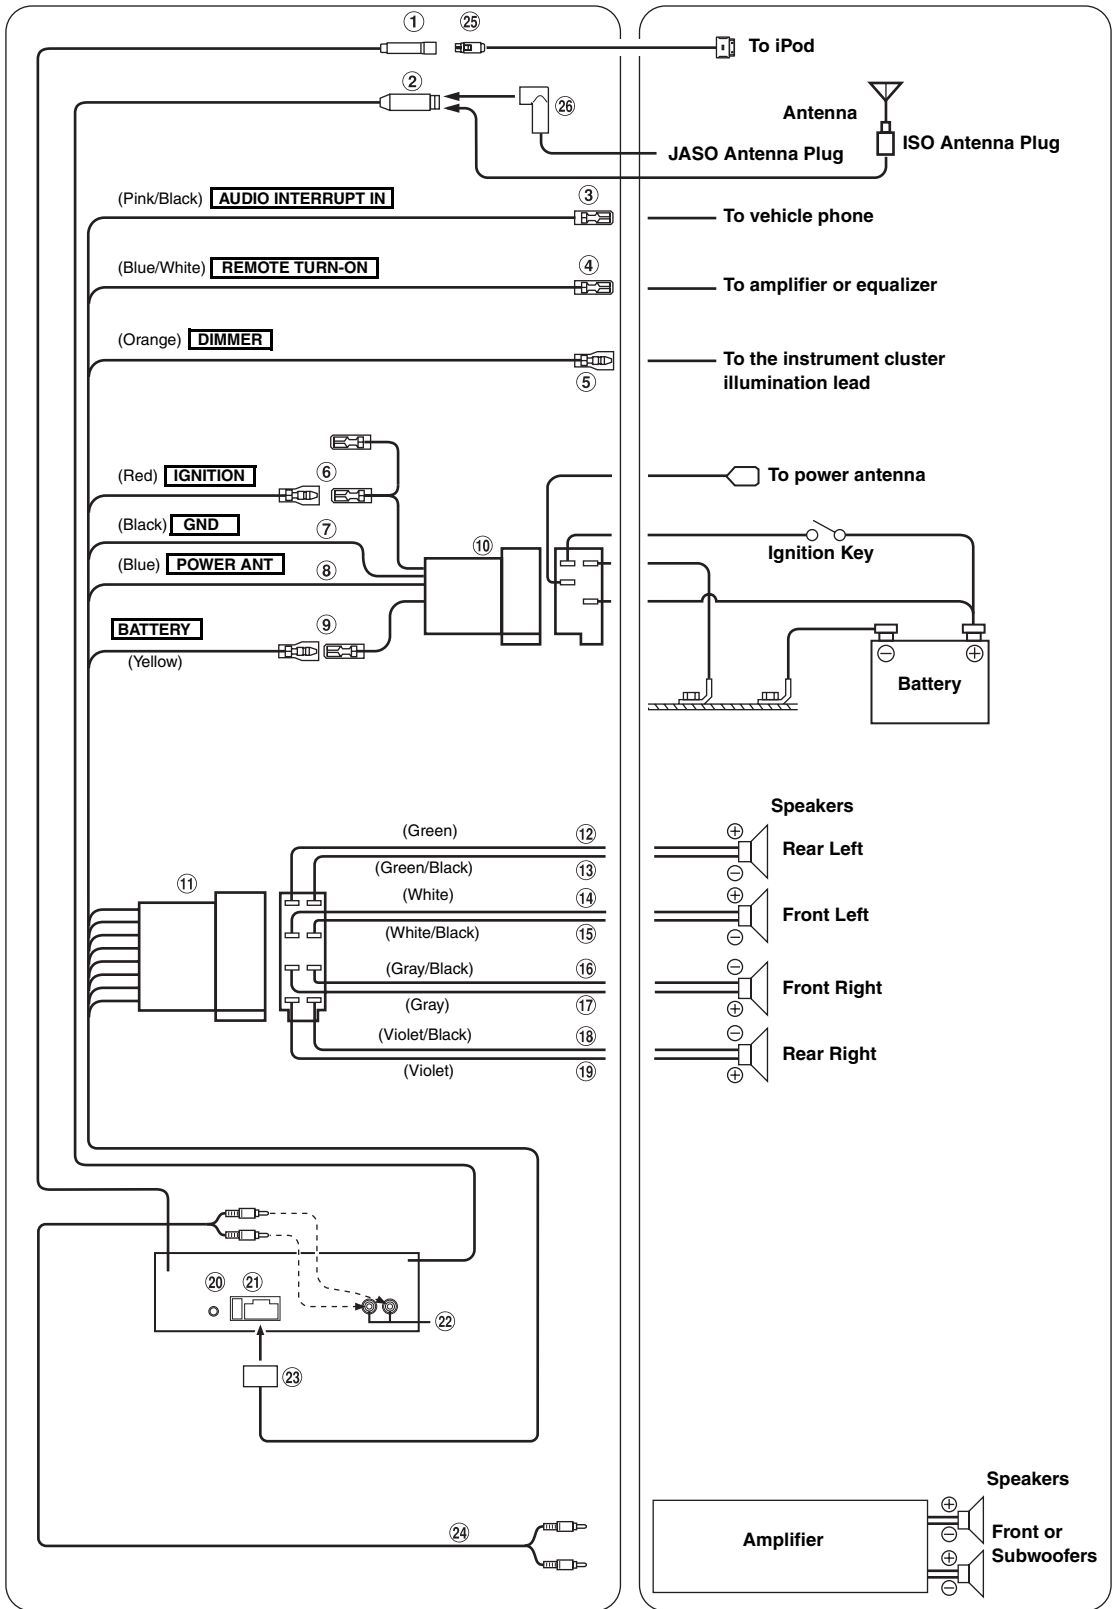 ① ㉕ To iPod
② ㉖
Antenna
ISO Antenna Plug
JASO Antenna Plug
(Pink/Black) AUDIO INTERRUPT IN ③
To vehicle phone
(Blue/White) REMOTE TURN-ON ④
To amplifier or equalizer
(Orange) DIMMER
⑤
To the instrument cluster
illumination lead
(Red) IGNITION ⑥
To power antenna
(Black) GND ⑦
⑩
Ignition Key
(Blue) POWER ANT ⑧
BATTERY ⑨
(Yellow)
⊖ ⊕
Battery
Speakers
(Green) ⑫ ⊕
Rear Left
(Green/Black) ⑬ ⊖
⑪
(White) ⑭ ⊕
Front Left
(White/Black) ⑮ ⊖
(Gray/Black) ⑯ ⊖
Front Right
(Gray) ⑰ ⊕
(Violet/Black) ⑱ ⊖
Rear Right
(Violet) ⑲ ⊕
⑳ ㉑
㉒
㉓
㉔
Speakers
Amplifier
⊕
⊖
Front or
Subwoofers
⊕
⊖